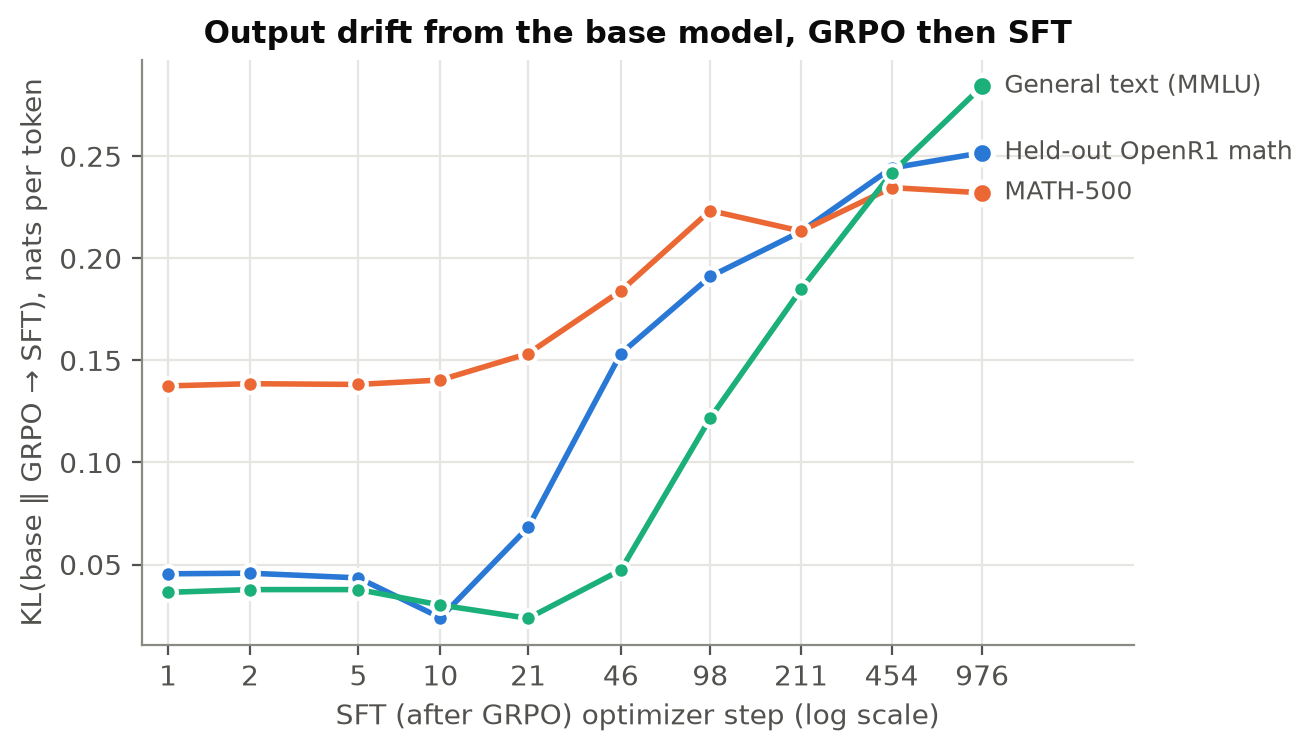 Output drift from the base model, GRPO then SFT
KL(base ‖ GRPO → SFT), nats per token
0.25
0.20
0.15
0.10
0.05
General text (MMLU)
Held-out OpenR1 math
MATH-500
1 2 5 10 21 46 98 211 454 976
SFT (after GRPO) optimizer step (log scale)